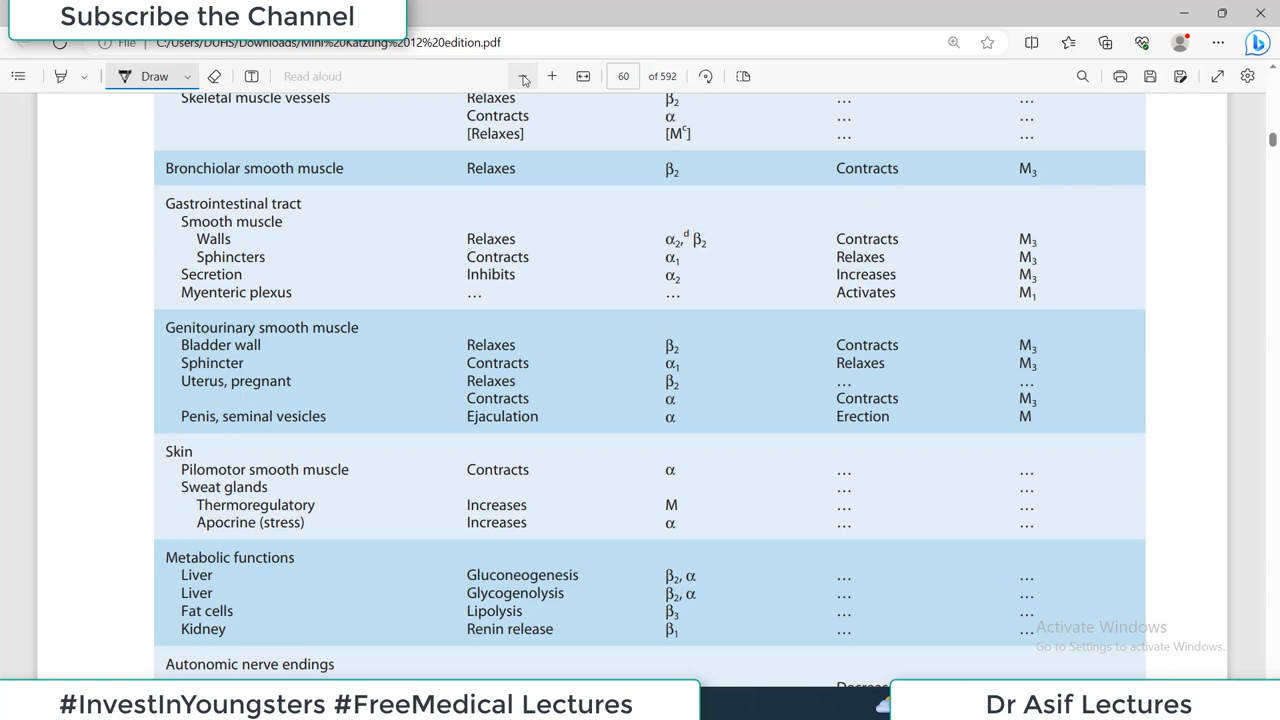 Subscribe the Channel
File C:/Users/DUHS/Downloads/Mini%20Katzung%2012%20edition.pdf
Draw Read aloud 60 of 592
Skeletal muscle vessels Relaxes β2 … …
Contracts α … …
[Relaxes] [Mc] … …
Bronchiolar smooth muscle Relaxes β2 Contracts M3
Gastrointestinal tract
Smooth muscle
Walls Relaxes α2,d β2 Contracts M3
Sphincters Contracts α1 Relaxes M3
Secretion Inhibits α2 Increases M3
Myenteric plexus … … Activates M1
Genitourinary smooth muscle
Bladder wall Relaxes β2 Contracts M3
Sphincter Contracts α1 Relaxes M3
Uterus, pregnant Relaxes β2 … …
Contracts α Contracts M3
Penis, seminal vesicles Ejaculation α Erection M
Skin
Pilomotor smooth muscle Contracts α … …
Sweat glands … …
Thermoregulatory Increases M … …
Apocrine (stress) Increases α … …
Metabolic functions
Liver Gluconeogenesis β2, α … …
Liver Glycogenolysis β2, α … …
Fat cells Lipolysis β3 … …
Kidney Renin release β1 … …
Activate Windows
Go to Settings to activate Windows.
Autonomic nerve endings
#InvestInYoungsters #FreeMedical Lectures
Dr Asif Lectures